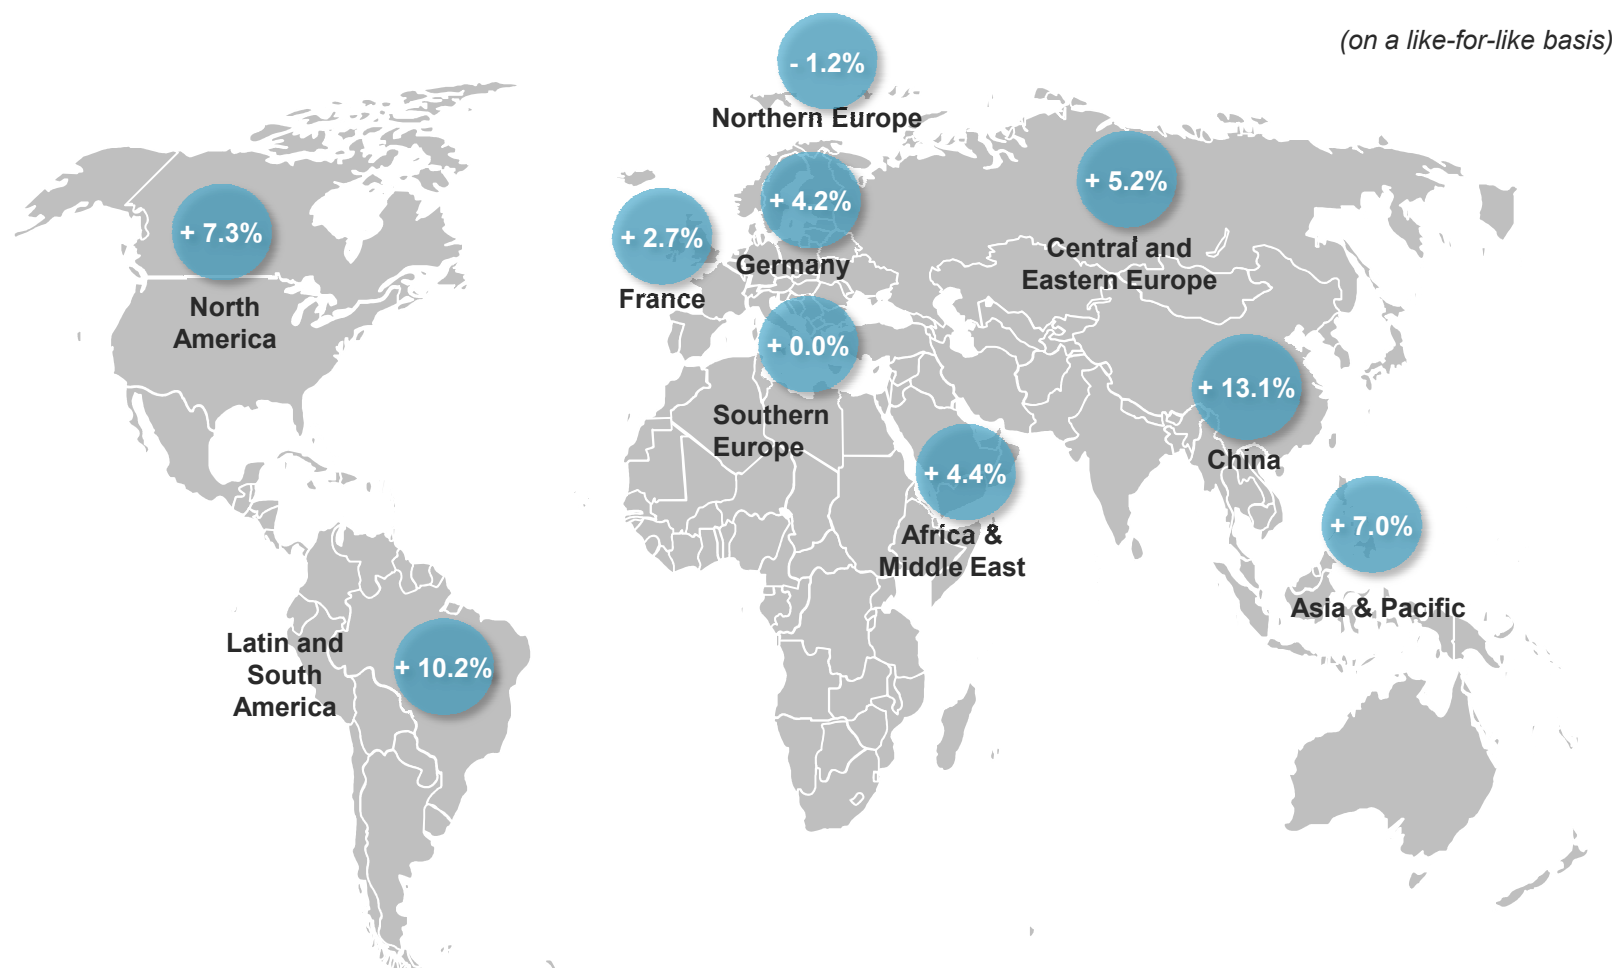 (on a like-for-like basis)
- 1.2%
Northern Europe
+ 7.3%
North
America
+ 2.7%
France
+ 4.2%
Germany
+ 5.2%
Central and
Eastern Europe
+ 0.0%
Southern
Europe
+ 13.1%
China
+ 4.4%
Africa &
Middle East
+ 7.0%
Asia & Pacific
Latin and
South
America
+ 10.2%